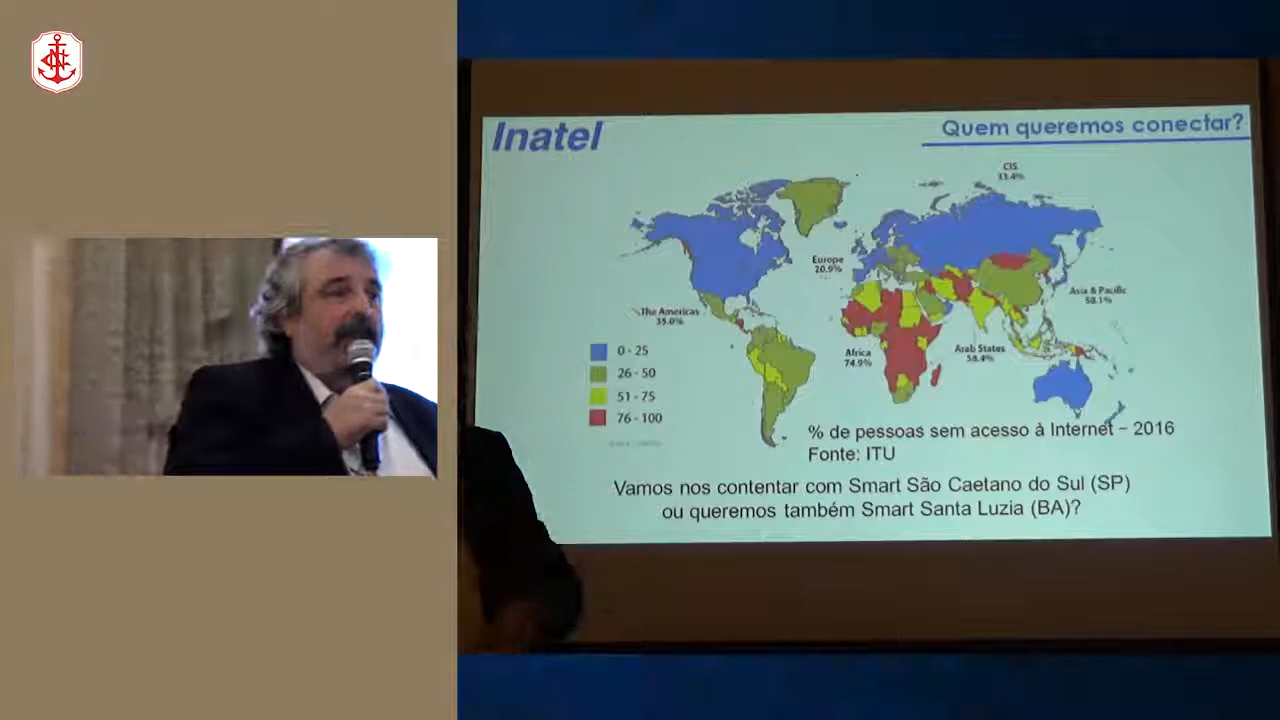 Inatel
Quem queremos conectar?
CIS
33.4%
Europe
20.9%
Asia & Pacific
58.1%
The Americas
35.0%
Africa
74.9%
Arab States
58.4%
0 - 25
26 - 50
51 - 75
76 - 100
% de pessoas sem acesso à Internet – 2016
Fonte: ITU
Vamos nos contentar com Smart São Caetano do Sul (SP)
ou queremos também Smart Santa Luzia (BA)?